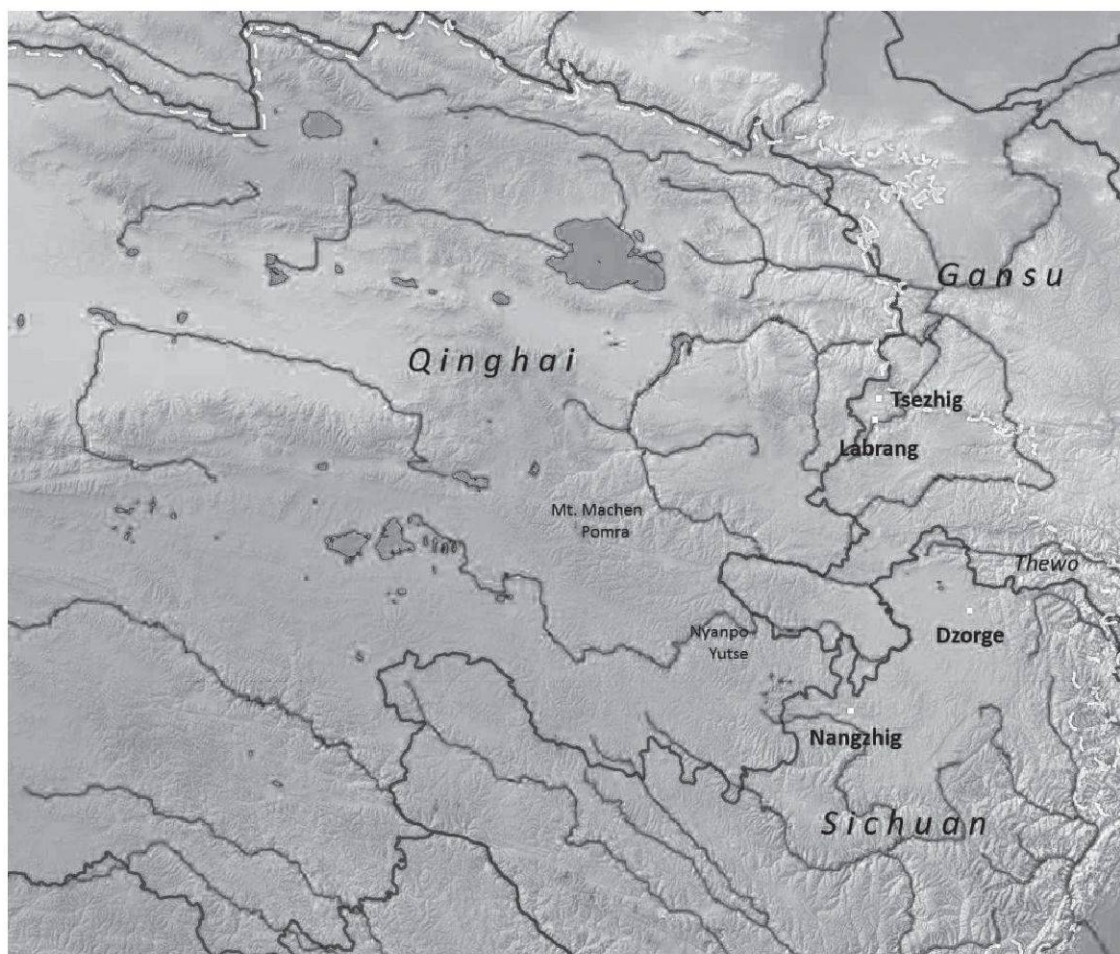 Gansu
Qinghai
Tsezhig
Labrang
Mt. Machen
Pomra
Thewo
Dzorge
Nyanpo
Yutse
Nangzhig
Sichuan